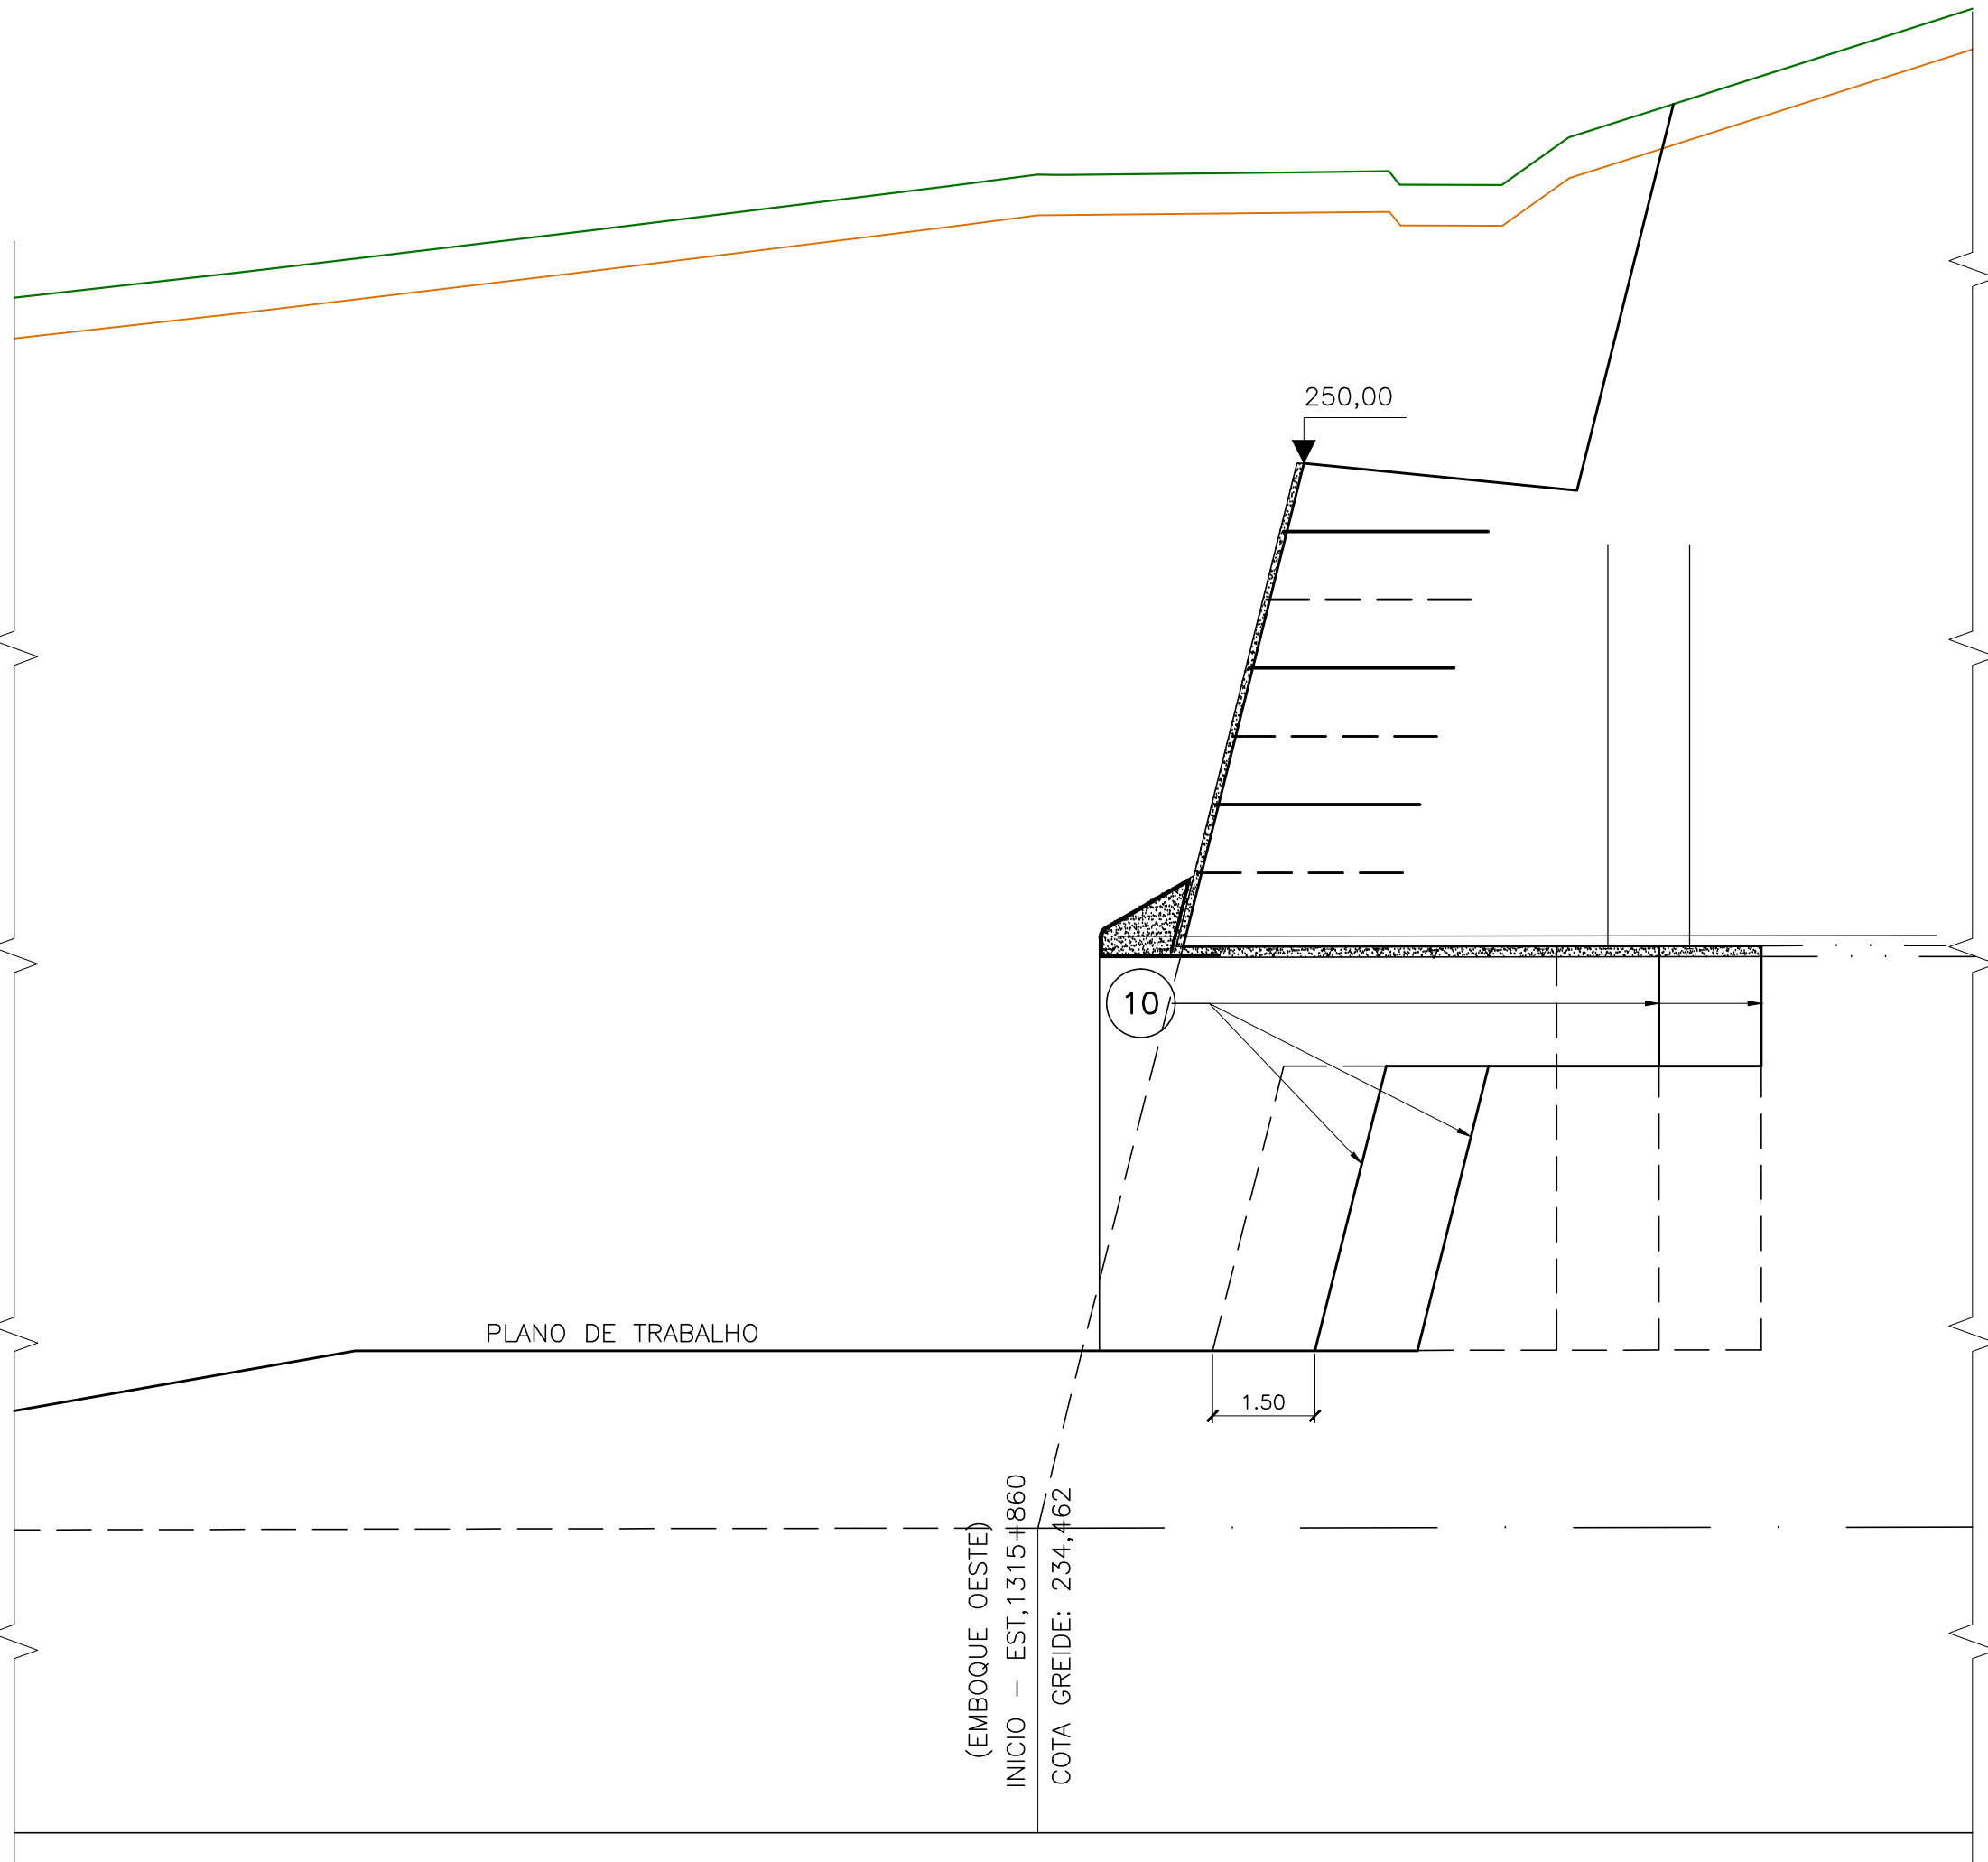 250,00
10
PLANO DE TRABALHO
1.50
(EMBOQUE OESTE)
INICIO – EST,1315+860
COTA GREIDE: 234,462